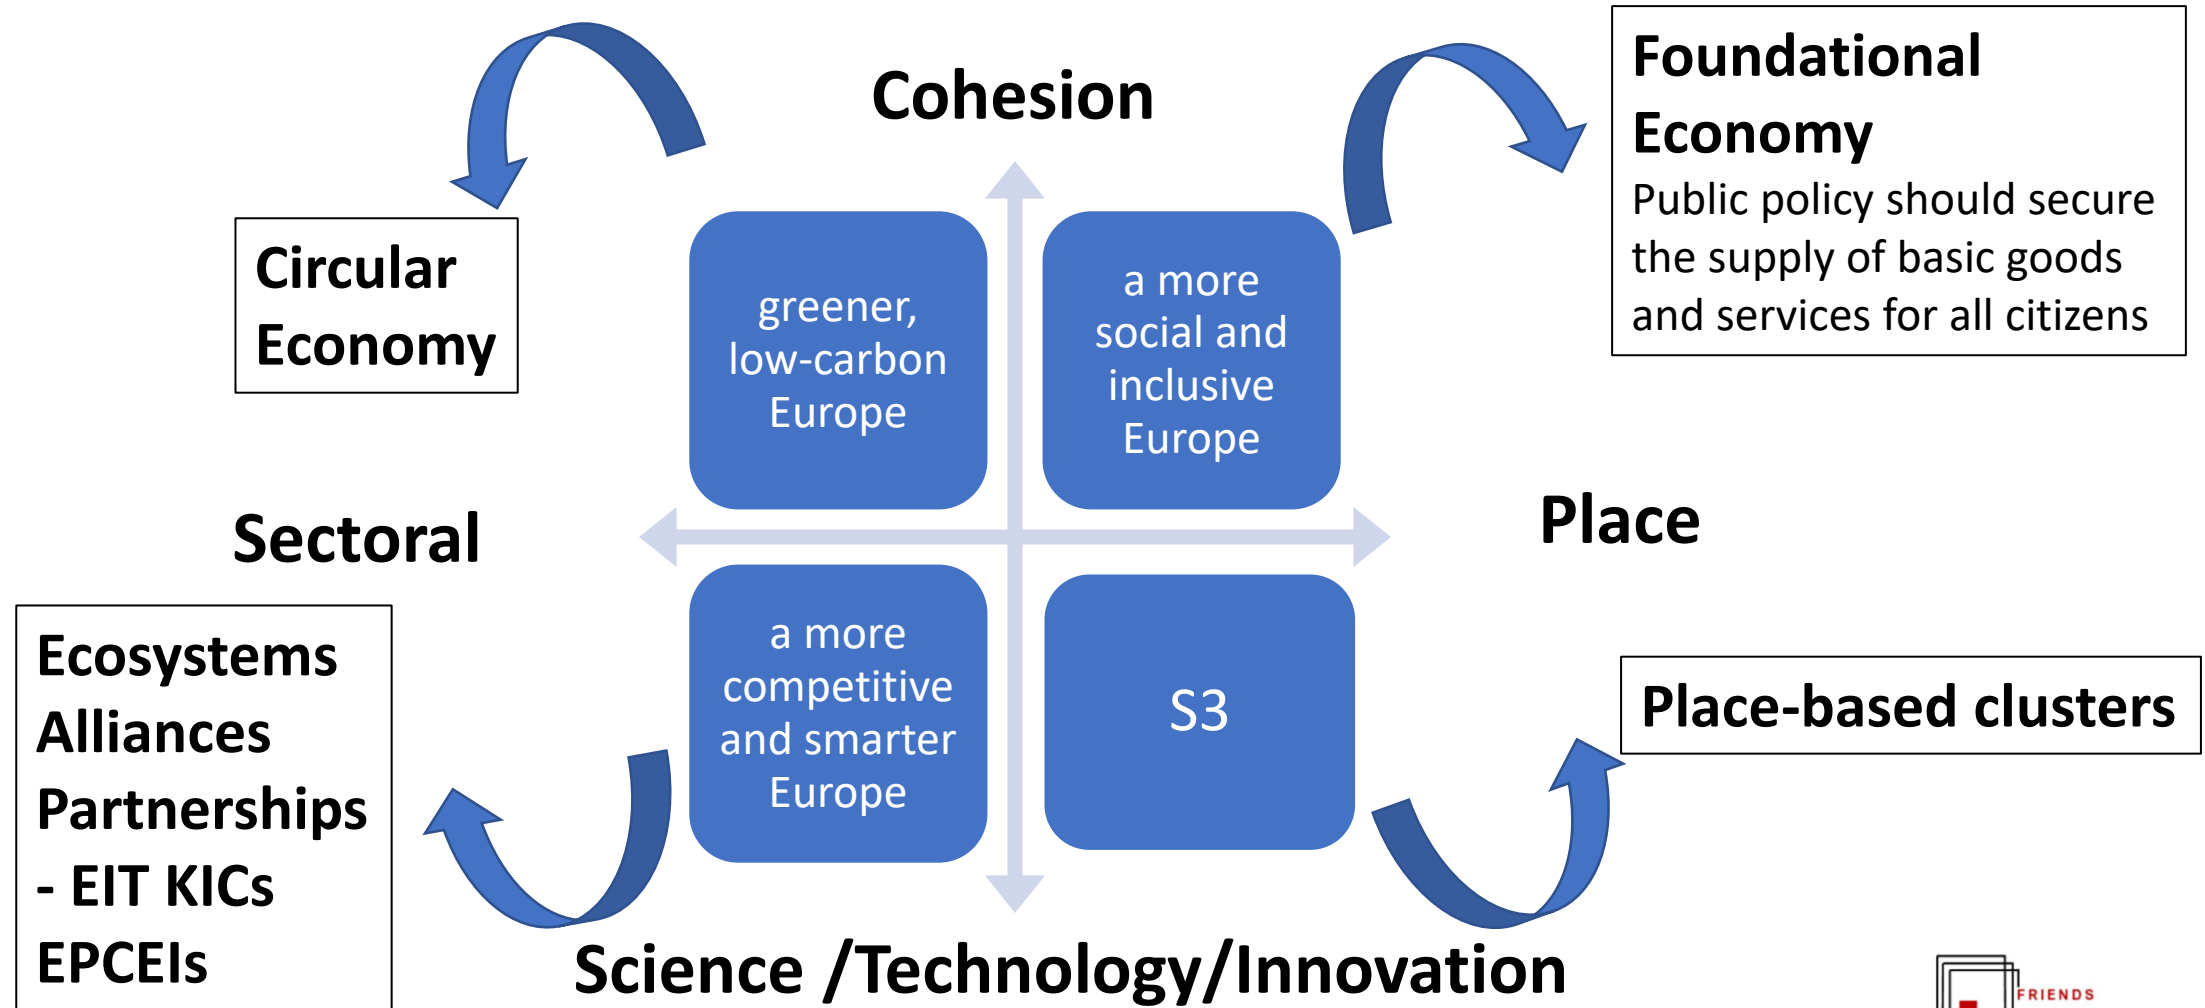 Cohesion
Foundational
Economy
Public policy should secure
the supply of basic goods
and services for all citizens
Circular
Economy
greener,
low-carbon
Europe
a more
social and
inclusive
Europe
Sectoral
Place
Ecosystems
Alliances
Partnerships
- EIT KICs
EPCEIs
a more
competitive
and smarter
Europe
S3
Place-based clusters
Science /Technology/Innovation
FRIENDS